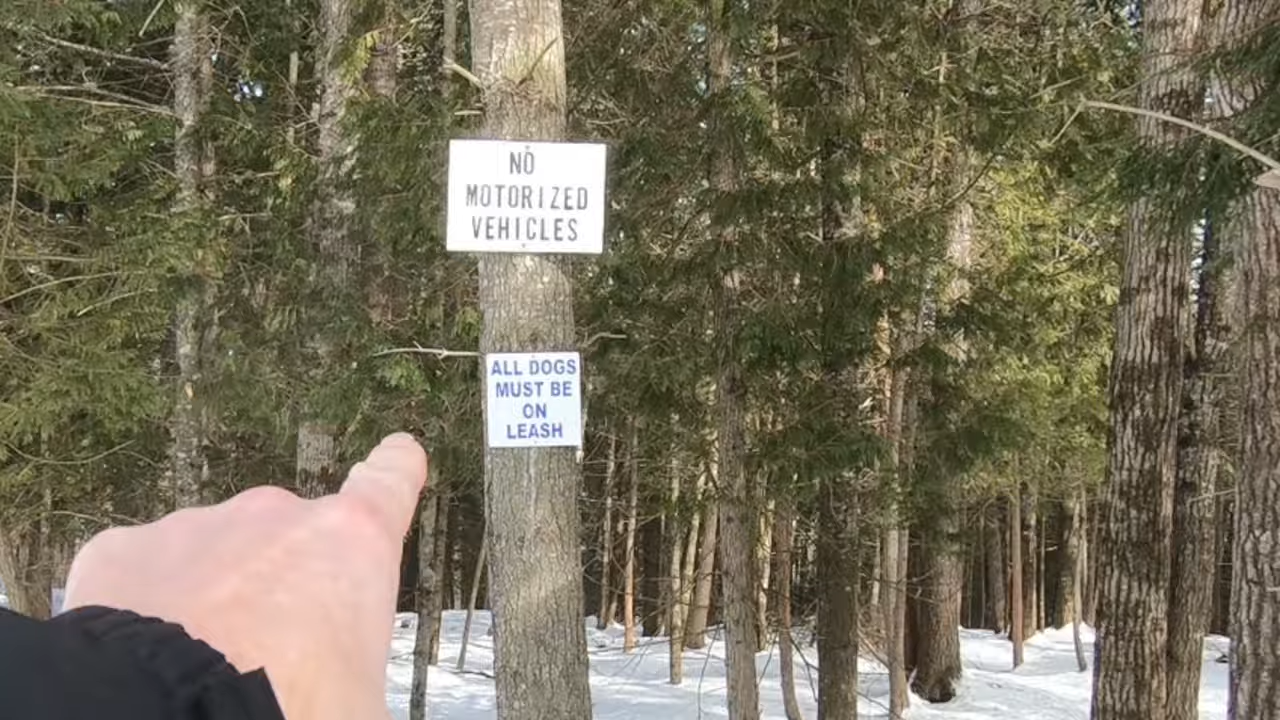 NO
MOTORIZED
VEHICLES
ALL DOGS
MUST BE
ON
LEASH